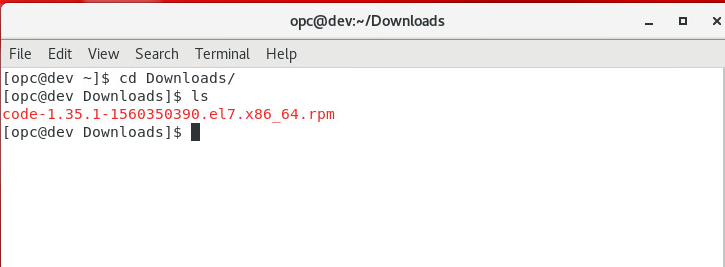 opc@dev:~/Downloads
File Edit View Search Terminal Help
[opc@dev ~]$ cd Downloads/
[opc@dev Downloads]$ ls
code-1.35.1-1560350390.el7.x86_64.rpm
[opc@dev Downloads]$